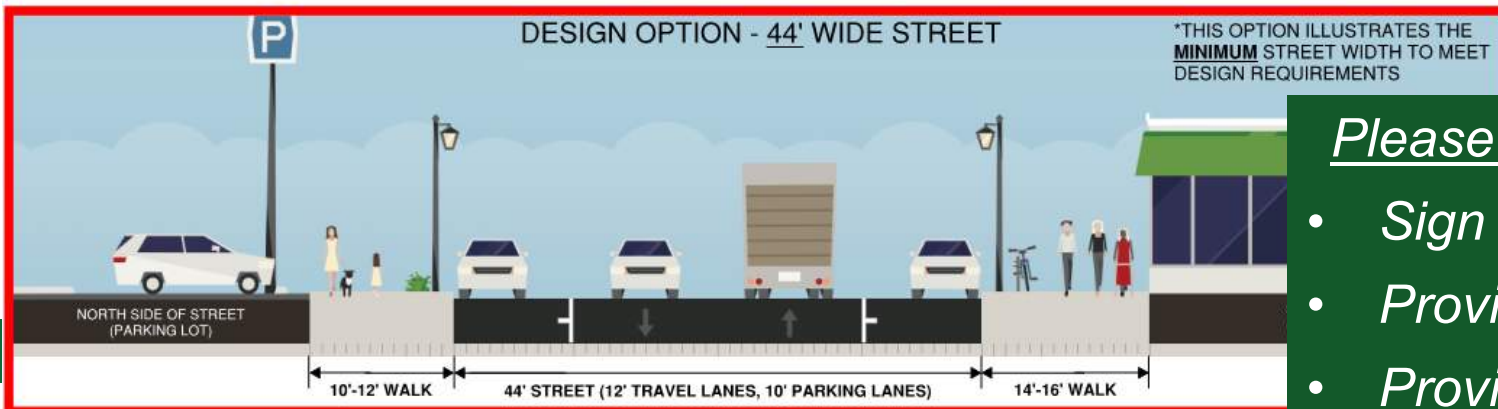 P
DESIGN OPTION - 44' WIDE STREET
*THIS OPTION ILLUSTRATES THE
MINIMUM STREET WIDTH TO MEET
DESIGN REQUIREMENTS
Please
• Sign
NORTH SIDE OF STREET
(PARKING LOT)
10'-12' WALK
44' STREET (12' TRAVEL LANES, 10' PARKING LANES)
14'-16' WALK